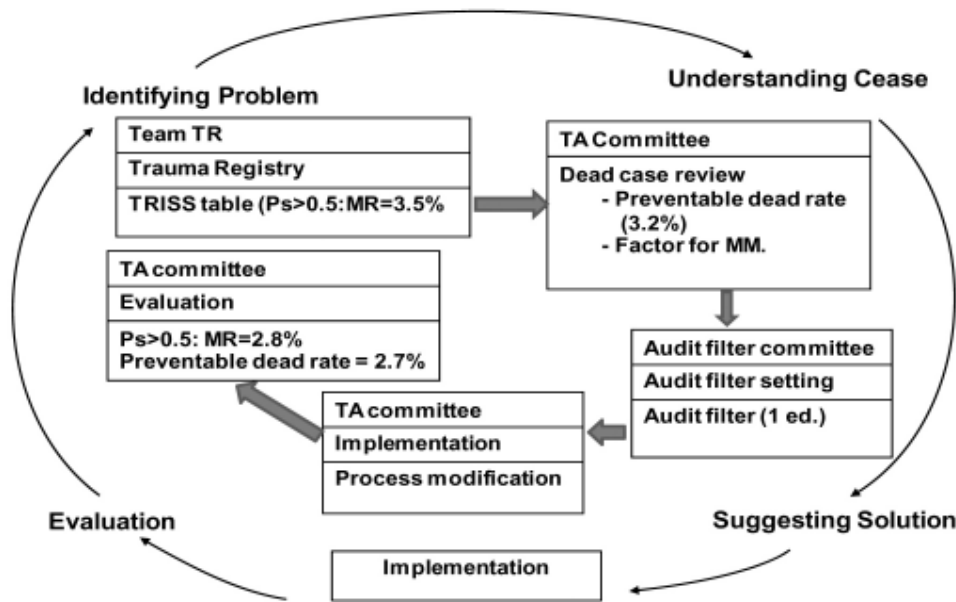 Identifying Problem
Understanding Cease
Team TR
Trauma Registry
TRISS table (Ps>0.5:MR=3.5%
TA Committee
Dead case review
- Preventable dead rate
(3.2%)
- Factor for MM.
TA committee
Evaluation
Ps>0.5: MR=2.8%
Preventable dead rate = 2.7%
Audit filter committee
Audit filter setting
Audit filter (1 ed.)
TA committee
Implementation
Process modification
Evaluation
Suggesting Solution
Implementation